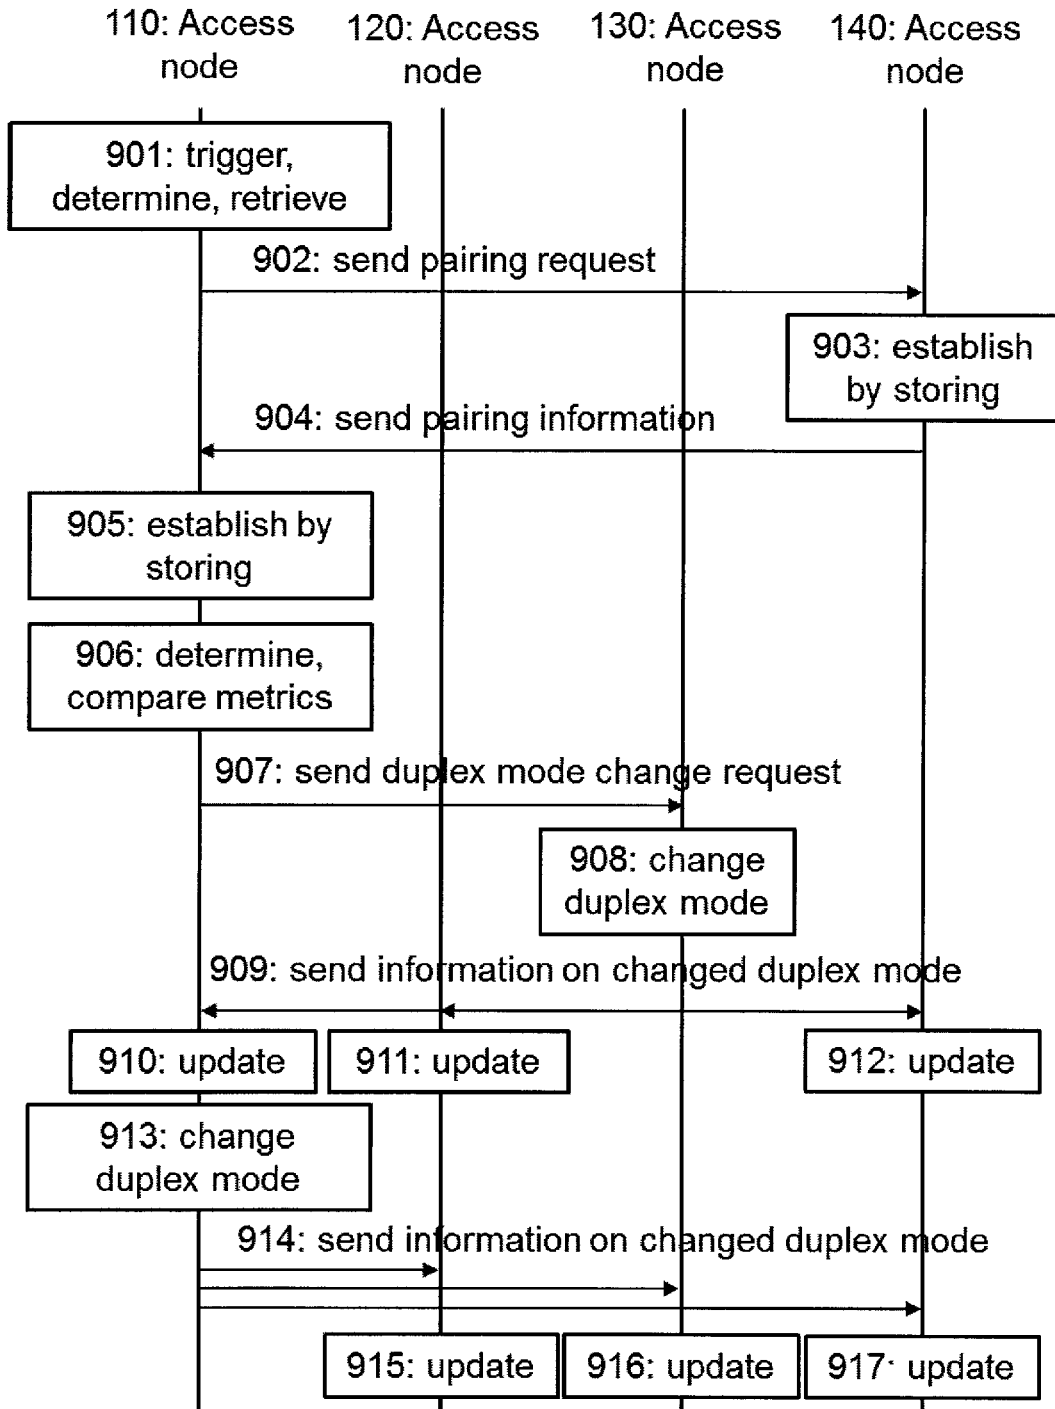 110: Access
node
120: Access
node
130: Access
node
140: Access
node
901: trigger,
determine, retrieve
902: send pairing request
903: establish
by storing
904: send pairing information
905: establish by
storing
906: determine,
compare metrics
907: send duplex mode change request
908: change
duplex mode
909: send information on changed duplex mode
910: update
911: update
912: update
913: change
duplex mode
914: send information on changed duplex mode
915: update
916: update
917: update